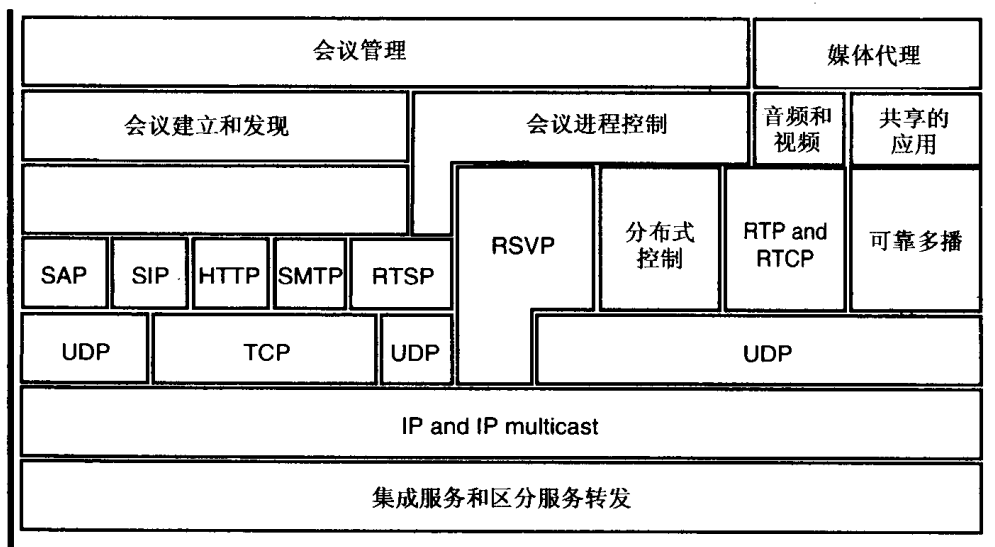 会议管理
媒体代理
会议建立和发现
会议进程控制
音频和
视频
共享的
应用
SAP
SIP
HTTP
SMTP
RTSP
RSVP
分布式
控制
RTP and
RTCP
可靠多播
UDP
TCP
UDP
UDP
IP and IP multicast
集成服务和区分服务转发